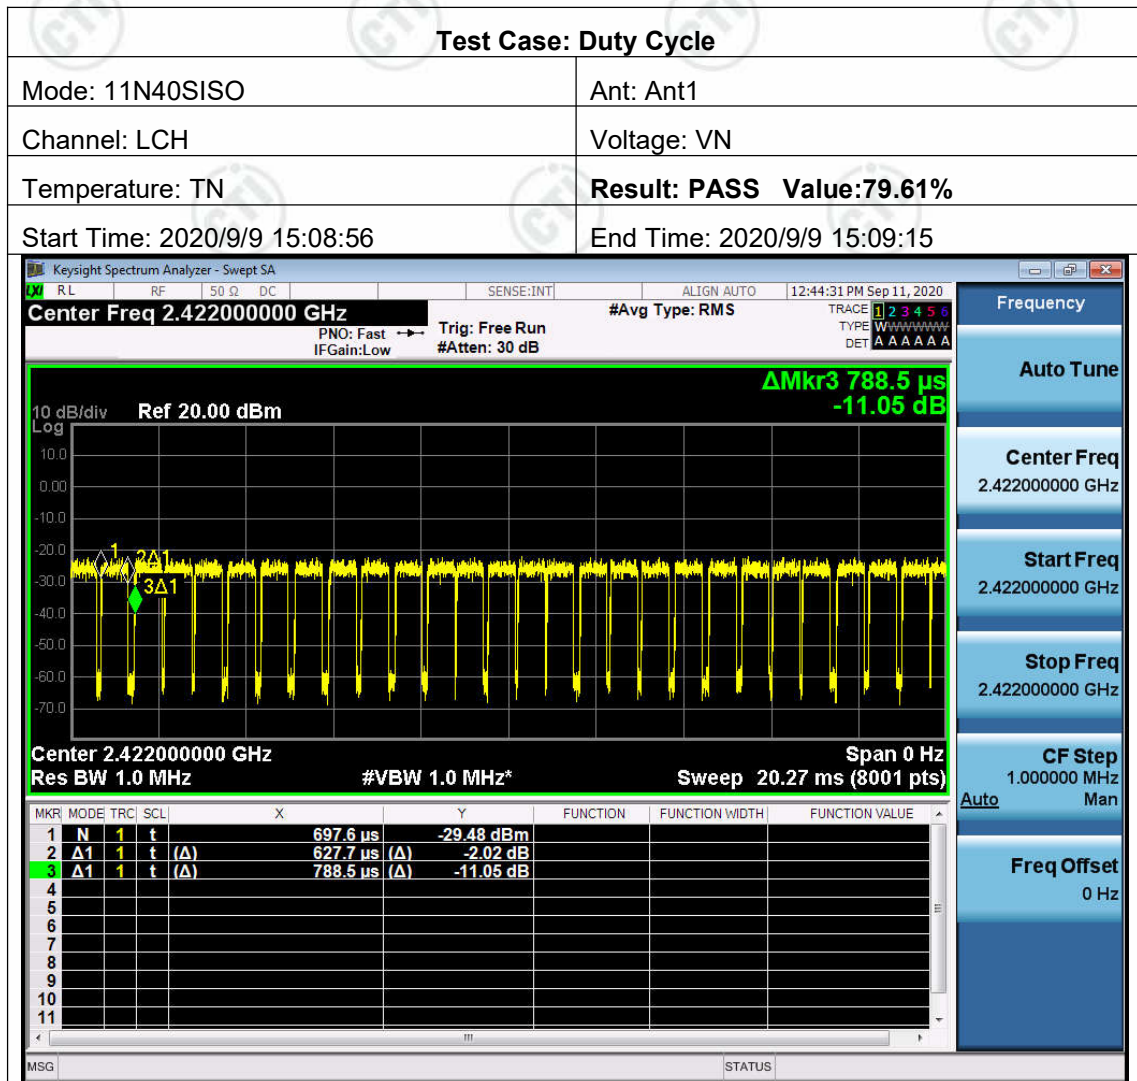 Test Case: Duty Cycle
Mode: 11N40SISO Ant: Ant1
Channel: LCH Voltage: VN
Temperature: TN Result: PASS Value:79.61%
Start Time: 2020/9/9 15:08:56 End Time: 2020/9/9 15:09:15
Keysight Spectrum Analyzer - Swept SA
LXI RL RF 50 Ω DC SENSE:INT ALIGN AUTO 12:44:31 PM Sep 11, 2020
Center Freq 2.422000000 GHz #Avg Type: RMS TRACE 1 2 3 4 5 6
PNO: Fast Trig: Free Run TYPE WWWWWWW
IFGain:Low #Atten: 30 dB DET A A A A A A
ΔMkr3 788.5 µs
-11.05 dB
10 dB/div Ref 20.00 dBm
Log
10.0
0.00
-10.0
-20.0
-30.0
-40.0
-50.0
-60.0
-70.0
1
2Δ1
3Δ1
Center 2.422000000 GHz Span 0 Hz
Res BW 1.0 MHz #VBW 1.0 MHz* Sweep 20.27 ms (8001 pts)
MKR MODE TRC SCL X Y FUNCTION FUNCTION WIDTH FUNCTION VALUE
1 N 1 t 697.6 µs -29.48 dBm
2 Δ1 1 t (Δ) 627.7 µs (Δ) -2.02 dB
3 Δ1 1 t (Δ) 788.5 µs (Δ) -11.05 dB
4
5
6
7
8
9
10
11
MSG STATUS
Frequency
Auto Tune
Center Freq
2.422000000 GHz
Start Freq
2.422000000 GHz
Stop Freq
2.422000000 GHz
CF Step
1.000000 MHz
Auto Man
Freq Offset
0 Hz
CTI
CTI
CTI
CTI
CTI
CTI